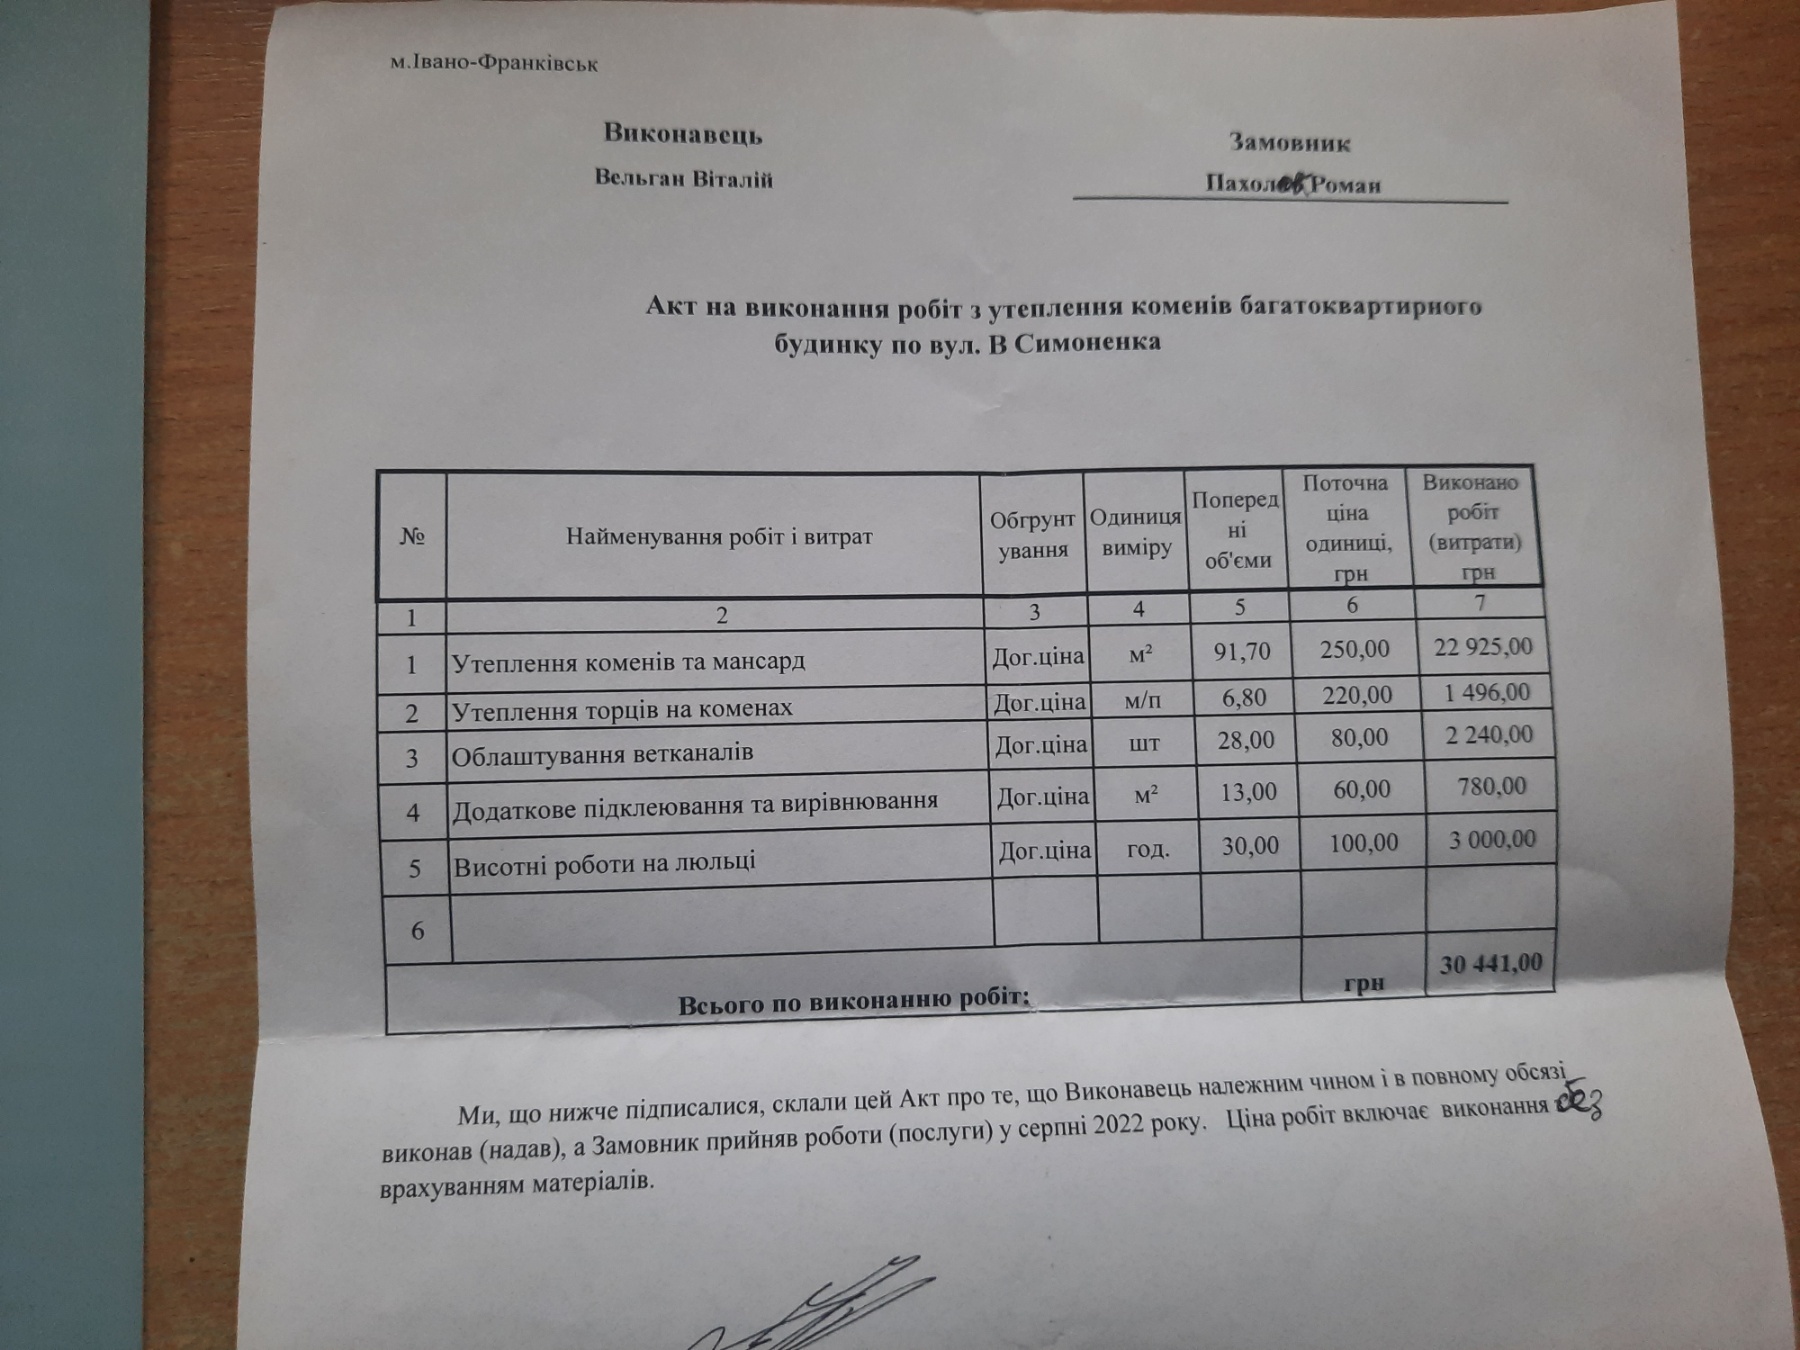 м.Івано-Франківськ
Виконавець Замовник
Вельган Віталій Роман
Акт на виконання робіт з утеплення коменів багатоквартирного
будинку по вул. В Симоненка
№ Найменування робіт і витрат Обгрунтування Одиниця виміру Попередні об'єми Поточна ціна одиниці, грн Виконано робіт (витрати) грн
1 2 3 4 5 6 7
1 Утеплення коменів та мансард Дог.ціна м² 91,70 250,00 22 925,00
2 Утеплення торців на коменах Дог.ціна м/п 6,80 220,00 1 496,00
3 Облаштування ветканалів Дог.ціна шт 28,00 80,00 2 240,00
4 Додаткове підклеювання та вирівнювання Дог.ціна м² 13,00 60,00 780,00
5 Висотні роботи на люльці Дог.ціна год. 30,00 100,00 3 000,00
6
Всього по виконанню робіт: грн 30 441,00
Ми, що нижче підписалися, склали цей Акт про те, що Виконавець належним чином і в повному обсязі
виконав (надав), а Замовник прийняв роботи (послуги) у серпні 2022 року. Ціна робіт включає виконання без
врахуванням матеріалів.